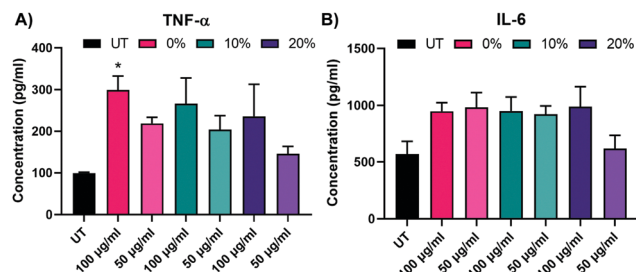 A) TNF-α
UT 0% 10% 20%
Concentration (pg/ml)
400
300
200
100
0
*
UT
100 µg/ml
50 µg/ml
100 µg/ml
50 µg/ml
100 µg/ml
50 µg/ml
B) IL-6
UT 0% 10% 20%
Concentration (pg/ml)
1500
1000
500
0
UT
100 µg/ml
50 µg/ml
100 µg/ml
50 µg/ml
100 µg/ml
50 µg/ml